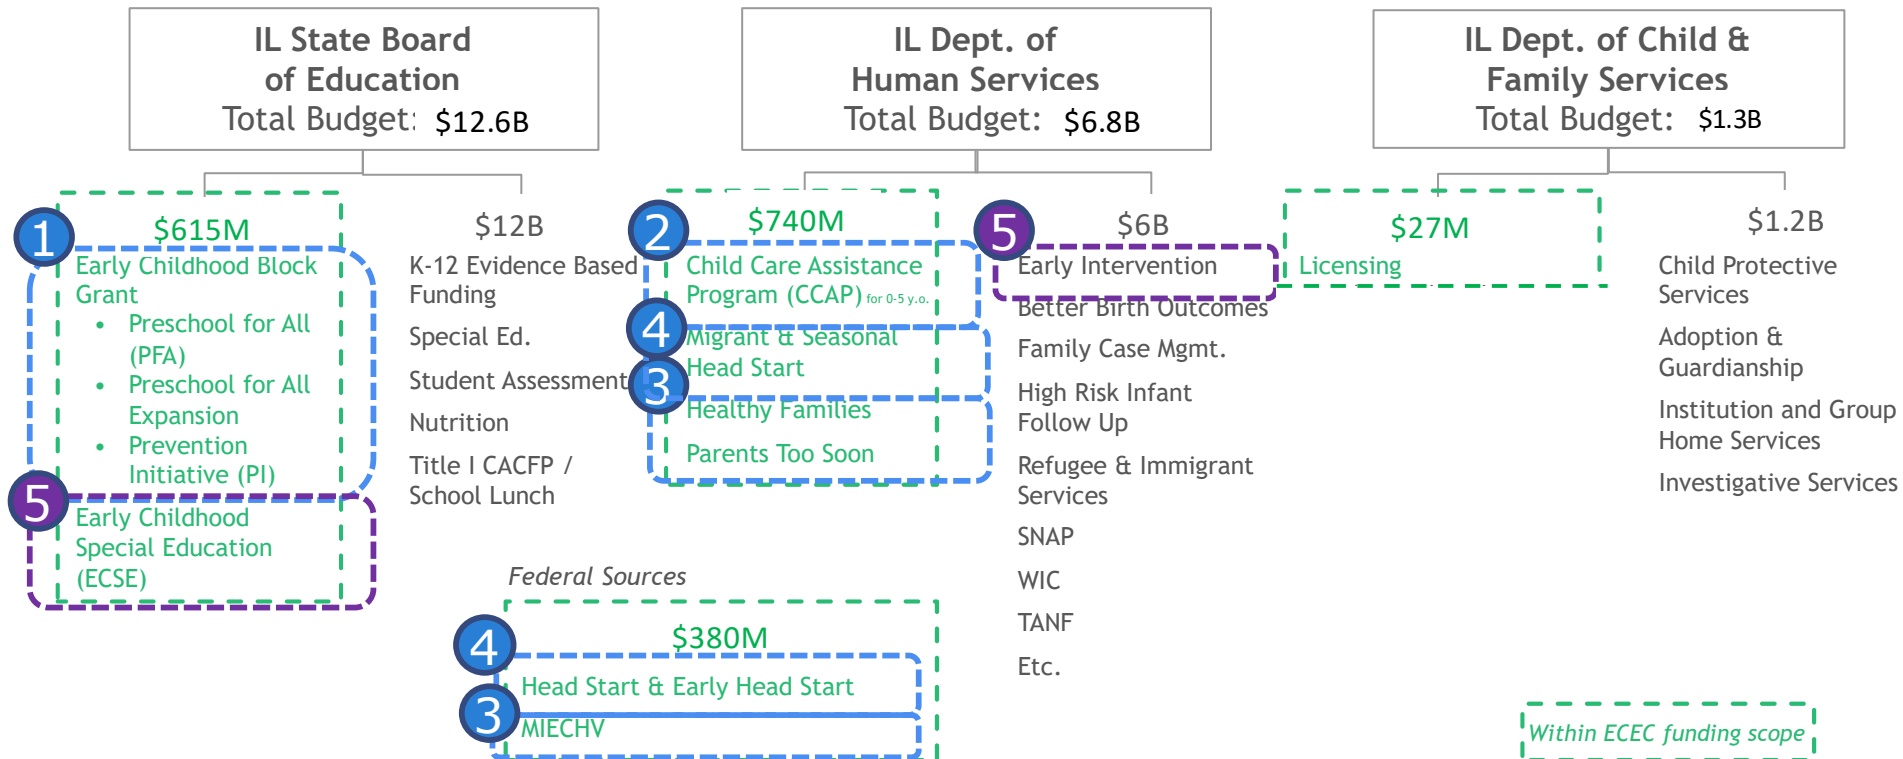 IL State Board
of Education
Total Budget: $12.6B
IL Dept. of
Human Services
Total Budget: $6.8B
IL Dept. of Child &
Family Services
Total Budget: $1.3B
1
$615M
Early Childhood Block
Grant
• Preschool for All
(PFA)
• Preschool for All
Expansion
• Prevention
Initiative (PI)
5
Early Childhood
Special Education
(ECSE)
$12B
K-12 Evidence Based
Funding
Special Ed.
Student Assessment
Nutrition
Title I CACFP /
School Lunch
2
$740M
Child Care Assistance
Program (CCAP) for 0-5 y.o.
4
Migrant & Seasonal
Head Start
3
Healthy Families
Parents Too Soon
5
$6B
Early Intervention
Better Birth Outcomes
Family Case Mgmt.
High Risk Infant
Follow Up
Refugee & Immigrant
Services
SNAP
WIC
TANF
Etc.
$27M
Licensing
$1.2B
Child Protective
Services
Adoption &
Guardianship
Institution and Group
Home Services
Investigative Services
Federal Sources
$380M
4
Head Start & Early Head Start
3
MIECHV
Within ECEC funding scope